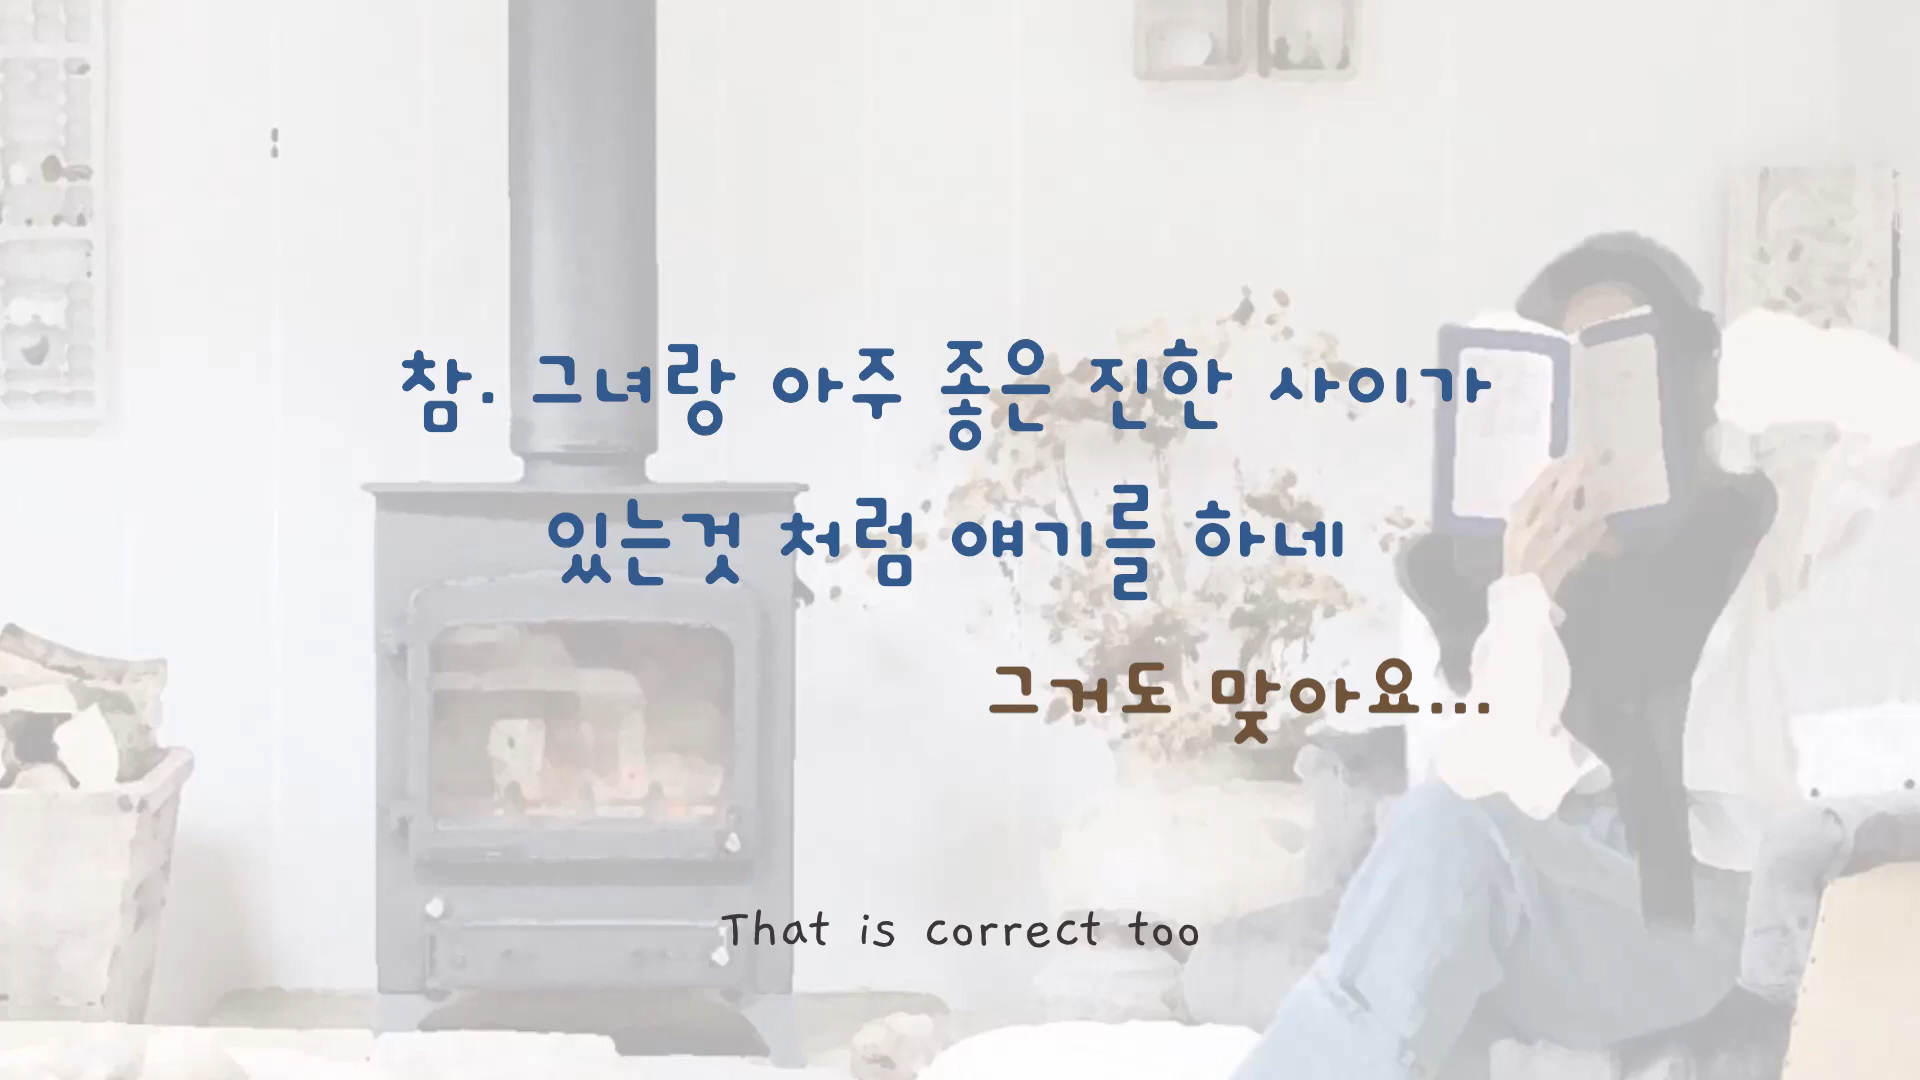 참. 그녀랑 아주 좋은 진한 사이가
있는것 처럼 얘기를 하네
그거도 맞아요...
That is correct too